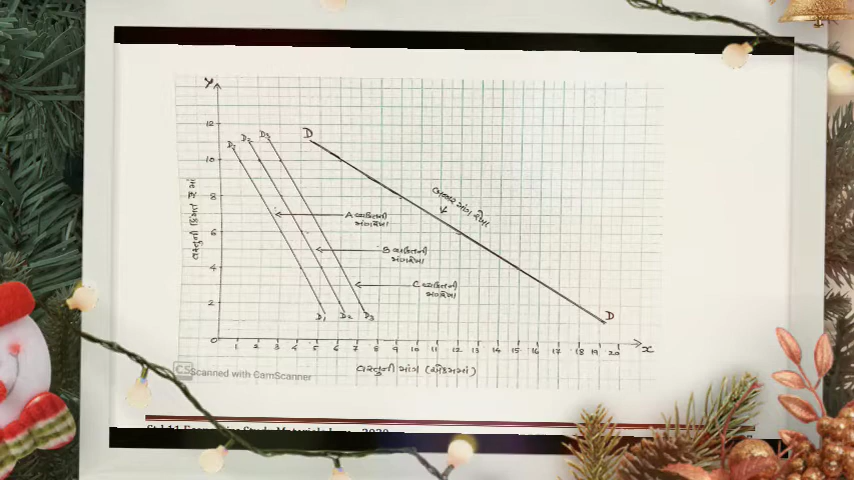 Y
12
10
8
6
4
2
0
D₁ D₂ D₃
D
વસ્તુની કિંમત ₹ માં
બજાર માંગ રેખા
A વ્યક્તિની
માંગરેખા
B વ્યક્તિની
માંગરેખા
C વ્યક્તિની
માંગરેખા
D₁ D₂ D₃
D
1 2 3 4 5 6 7 8 9 10 11 12 13 14 15 16 17 18 19 20 X
વસ્તુની માંગ (એકમમાં)
CS Scanned with CamScanner